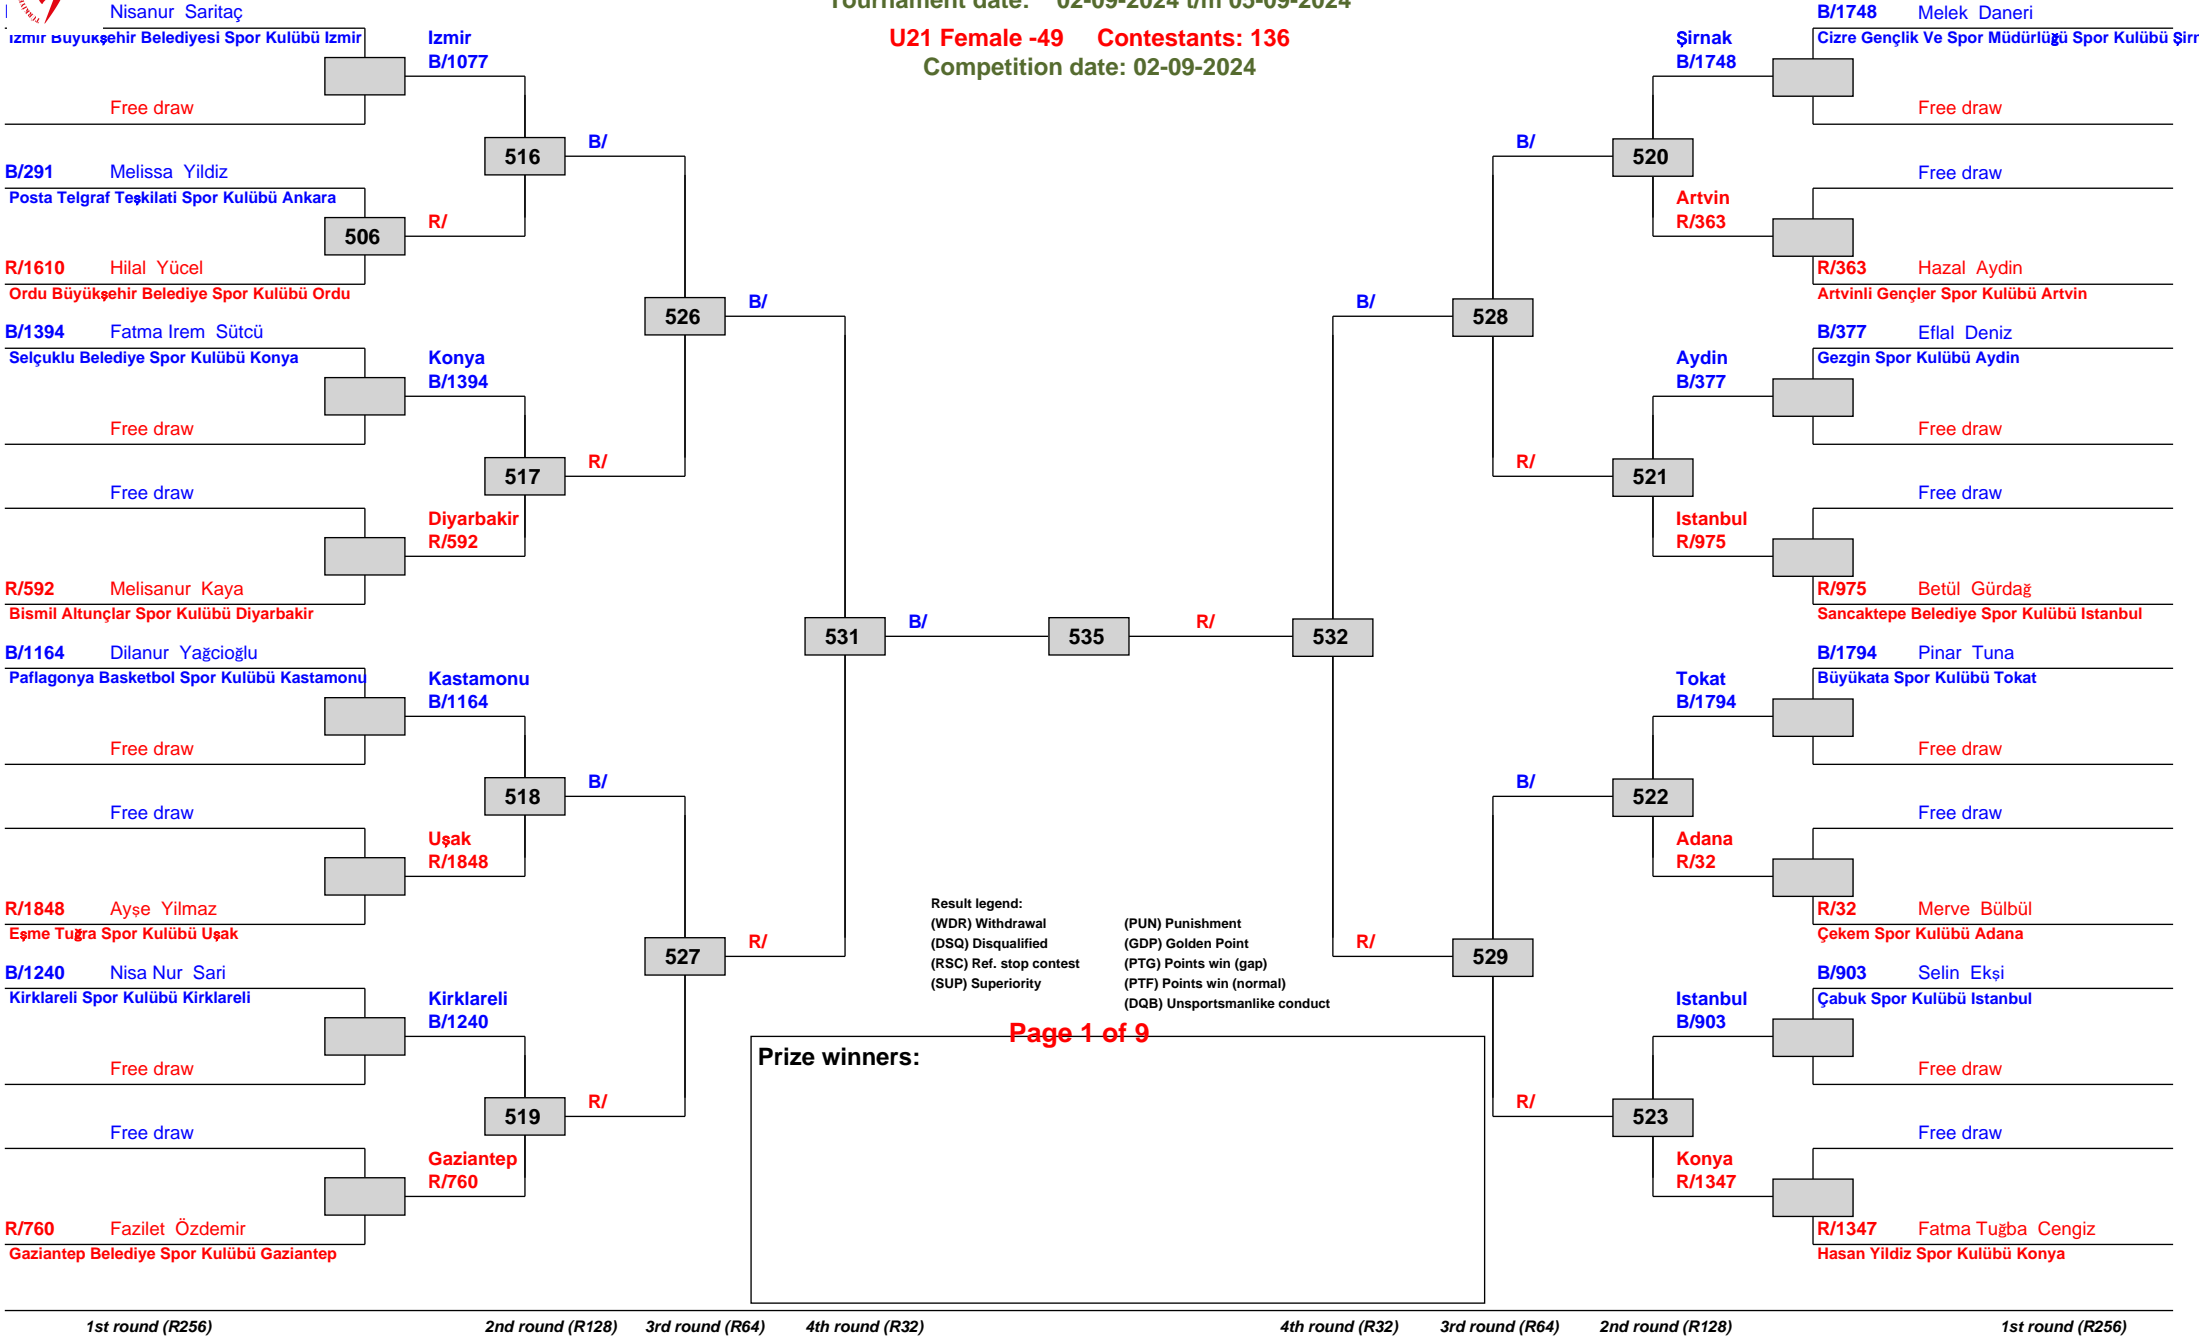 Tournament date: 02-09-2024 t/m 05-09-2024
U21 Female -49 Contestants: 136
Competition date: 02-09-2024
Nisanur Saritaç
Izmir Büyükşehir Belediyesi Spor Kulübü Izmir
Free draw
Izmir
B/1077
B/291 Melissa Yildiz
Posta Telgraf Teşkilati Spor Kulübü Ankara
506
R/1610 Hilal Yücel
Ordu Büyükşehir Belediye Spor Kulübü Ordu
R/
516
B/
B/1394 Fatma Irem Sütcü
Selçuklu Belediye Spor Kulübü Konya
Free draw
Konya
B/1394
Free draw
R/592 Melisanur Kaya
Bismil Altunçlar Spor Kulübü Diyarbakir
Diyarbakir
R/592
517
R/
526
B/
B/1164 Dilanur Yağcioğlu
Paflagonya Basketbol Spor Kulübü Kastamonu
Free draw
Kastamonu
B/1164
Free draw
R/1848 Ayşe Yilmaz
Eşme Tuğra Spor Kulübü Uşak
Uşak
R/1848
518
B/
B/1240 Nisa Nur Sari
Kirklareli Spor Kulübü Kirklareli
Free draw
Kirklareli
B/1240
Free draw
R/760 Fazilet Özdemir
Gaziantep Belediye Spor Kulübü Gaziantep
Gaziantep
R/760
519
R/
527
R/
531
B/
535
R/
532
B/1748 Melek Daneri
Cizre Gençlik Ve Spor Müdürlüğü Spor Kulübü Şirn
Free draw
Şirnak
B/1748
Free draw
R/363 Hazal Aydin
Artvinli Gençler Spor Kulübü Artvin
Artvin
R/363
520
B/
B/377 Eflal Deniz
Gezgin Spor Kulübü Aydin
Free draw
Aydin
B/377
Free draw
R/975 Betül Gürdağ
Sancaktepe Belediye Spor Kulübü Istanbul
Istanbul
R/975
521
R/
528
B/
B/1794 Pinar Tuna
Büyükata Spor Kulübü Tokat
Free draw
Tokat
B/1794
Free draw
R/32 Merve Bülbül
Çekem Spor Kulübü Adana
Adana
R/32
522
B/
B/903 Selin Ekşi
Çabuk Spor Kulübü Istanbul
Free draw
Istanbul
B/903
Free draw
R/1347 Fatma Tuğba Cengiz
Hasan Yildiz Spor Kulübü Konya
Konya
R/1347
523
R/
529
R/
Result legend:
(WDR) Withdrawal (PUN) Punishment
(DSQ) Disqualified (GDP) Golden Point
(RSC) Ref. stop contest (PTG) Points win (gap)
(SUP) Superiority (PTF) Points win (normal)
(DQB) Unsportsmanlike conduct
Page 1 of 9
Prize winners:
1st round (R256) 2nd round (R128) 3rd round (R64) 4th round (R32) 4th round (R32) 3rd round (R64) 2nd round (R128) 1st round (R256)